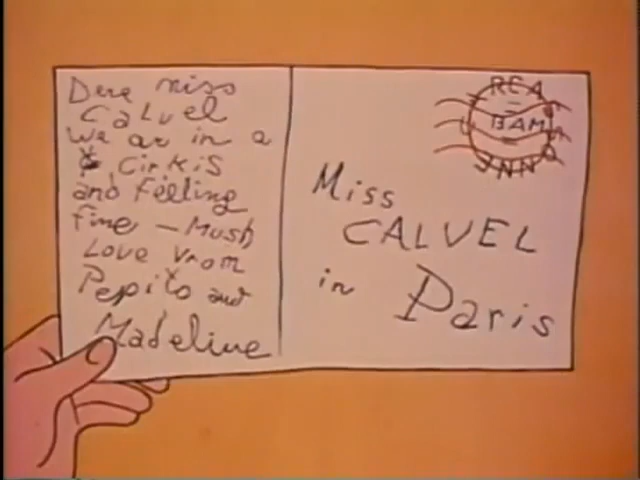 Dere miss
Calvel
We ar in a
Cirkis
and Feeling
fine - Mush
Love vrom
Pepito and
Madeline
Miss
CALVEL
in Paris